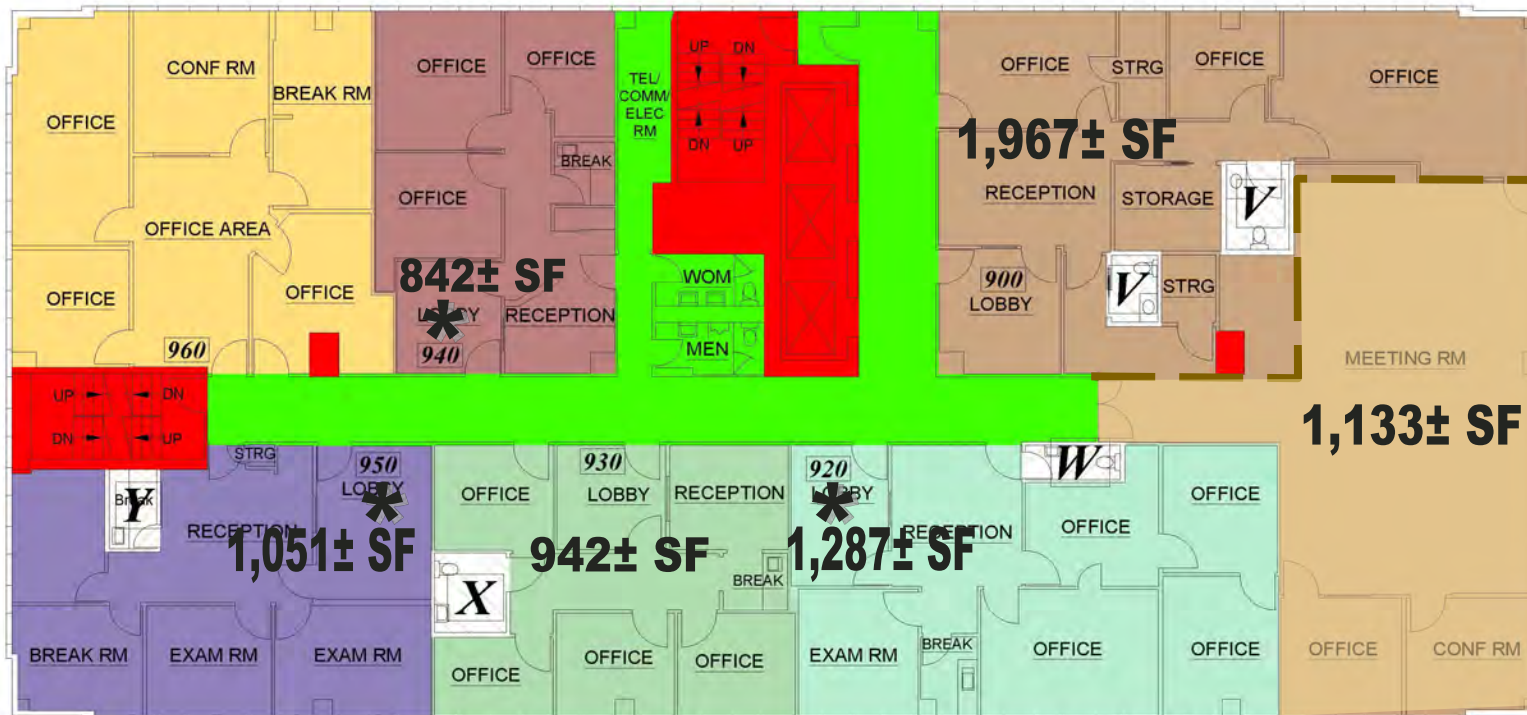 CONF RM
BREAK RM
OFFICE
OFFICE AREA
OFFICE
OFFICE
960
OFFICE
OFFICE
OFFICE
BREAK
842± SF
LOBBY
*
940
RECEPTION
TEL/
COMM/
ELEC
RM
UP DN
DN UP
WOM
MEN
OFFICE
STRG
OFFICE
OFFICE
1,967± SF
RECEPTION
STORAGE
V
900
LOBBY
V
STRG
MEETING RM
1,133± SF
OFFICE
CONF RM
UP DN
DN UP
STRG
950
LOBBY
*
Break
Y
RECEPTION
1,051± SF
BREAK RM
EXAM RM
EXAM RM
OFFICE
930
LOBBY
RECEPTION
942± SF
X
BREAK
OFFICE
OFFICE
OFFICE
920
LOBBY
*
RECEPTION
1,287± SF
W
OFFICE
OFFICE
EXAM RM
BREAK
OFFICE
OFFICE